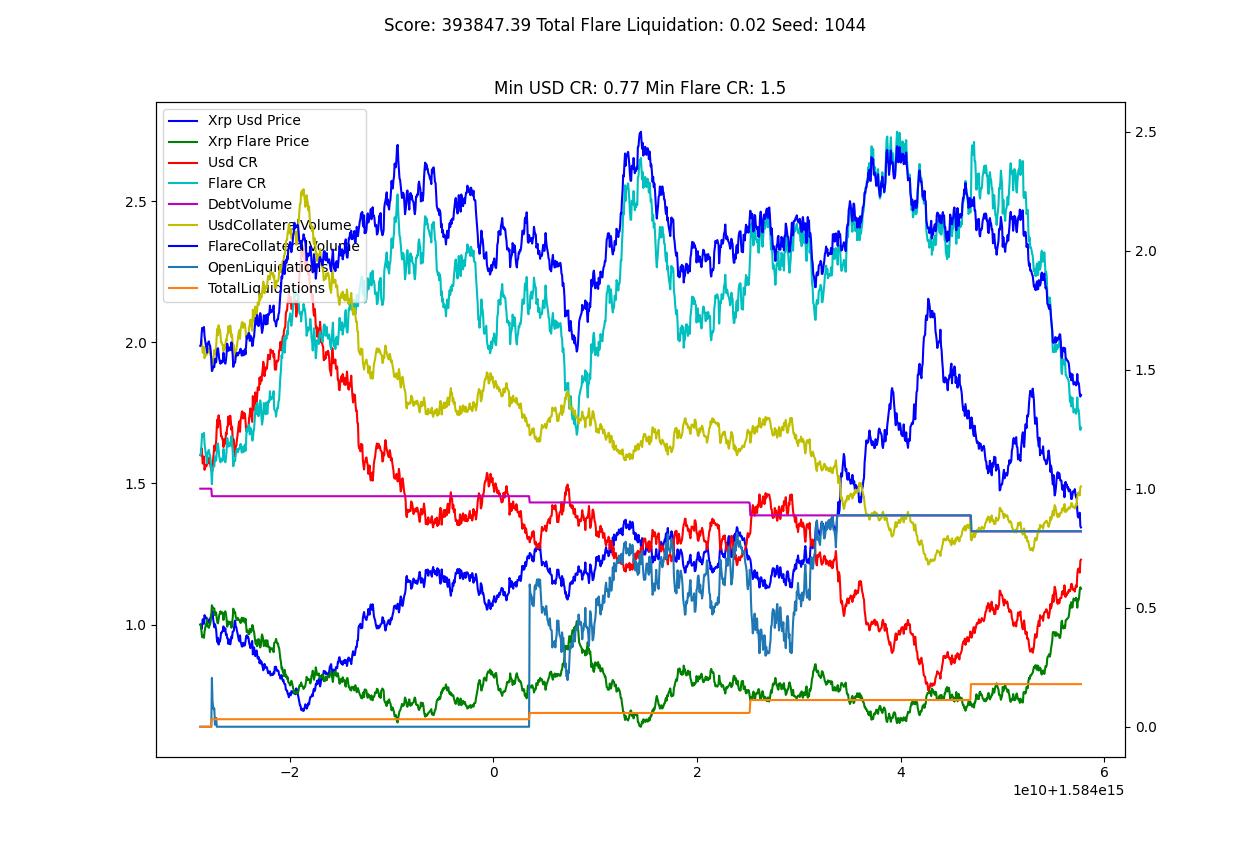 Score: 393847.39 Total Flare Liquidation: 0.02 Seed: 1044
Min USD CR: 0.77 Min Flare CR: 1.5
Xrp Usd Price
Xrp Flare Price
Usd CR
Flare CR
DebtVolume
UsdCollateralVolume
FlareCollateralVolume
OpenLiquidations
TotalLiquidations
2.5
2.0
1.5
1.0
2.5
2.0
1.5
1.0
0.5
0.0
−2
0
2
4
6
1e10+1.584e15